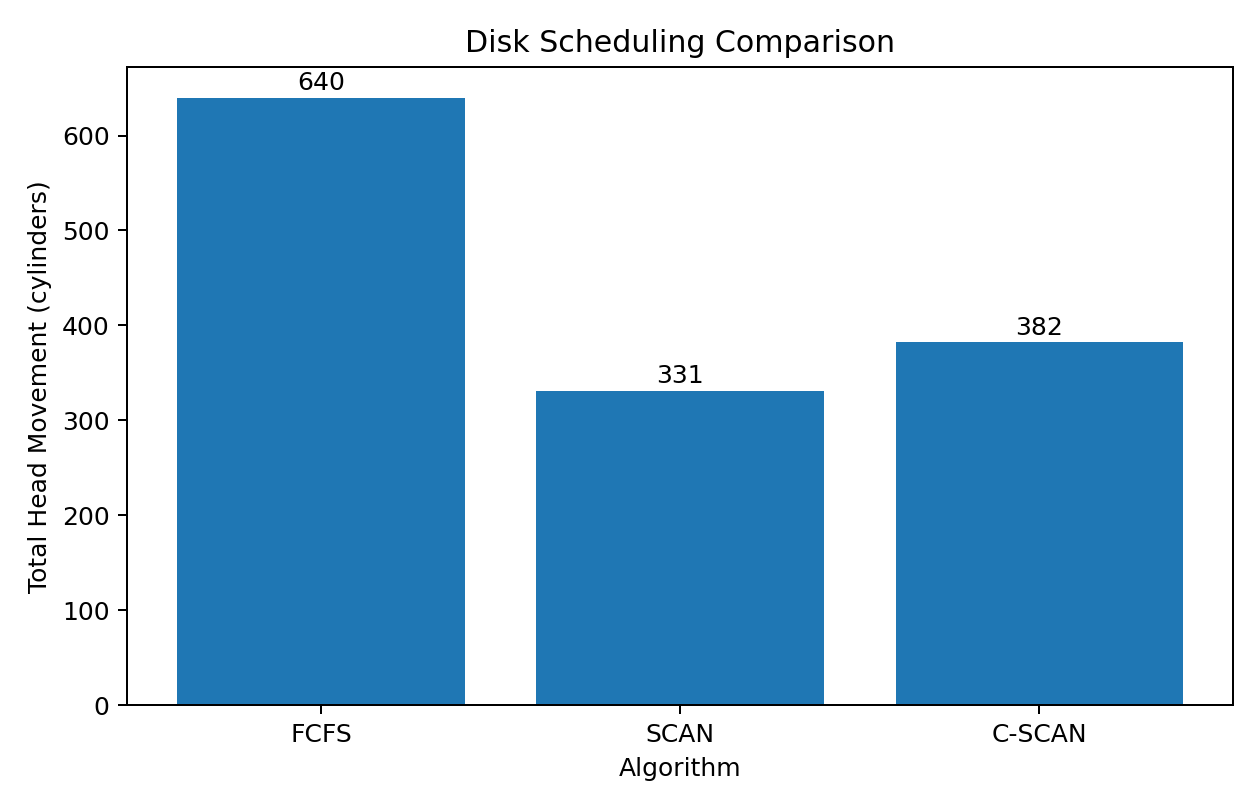 Disk Scheduling Comparison
640
600
500
400
300
200
100
0
331
382
Total Head Movement (cylinders)
FCFS
SCAN
C-SCAN
Algorithm